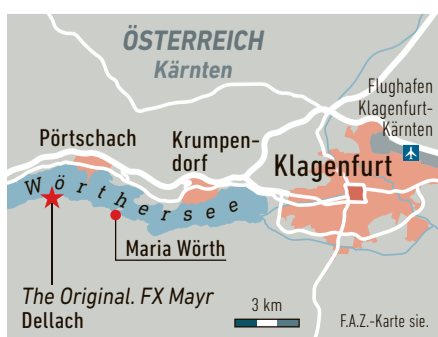 ÖSTERREICH
Kärnten
Flughafen
Klagenfurt-
Kärnten
Pörtschach
Krumpen-
dorf
Klagenfurt
Wörthersee
Maria Wörth
The Original. FX Mayr
Dellach
3 km
F.A.Z.-Karte sie.